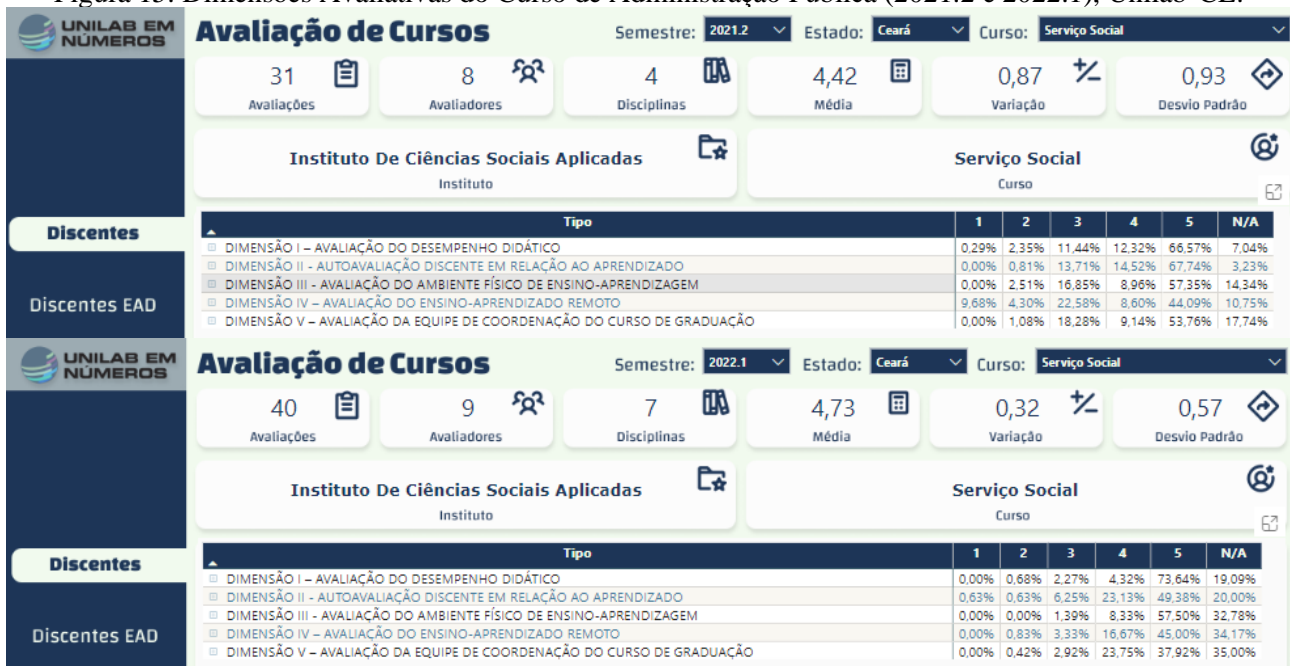 Figura 15: Dimensões Avaliativas do Curso de Administração Pública (2021.2 e 2022.1), Unilab-CE.
UNILAB EM NÚMEROS
Avaliação de Cursos Semestre: 2021.2 Estado: Ceará Curso: Serviço Social
31 8 4 4,42 0,87 0,93
Avaliações Avaliadores Disciplinas Média Variação Desvio Padrão
Instituto De Ciências Sociais Aplicadas Serviço Social
Instituto Curso
Discentes
Discentes EAD
Tipo 1 2 3 4 5 N/A
DIMENSÃO I – AVALIAÇÃO DO DESEMPENHO DIDÁTICO 0,29% 2,35% 11,44% 12,32% 66,57% 7,04%
DIMENSÃO II - AUTOAVALIAÇÃO DISCENTE EM RELAÇÃO AO APRENDIZADO 0,00% 0,81% 13,71% 14,52% 67,74% 3,23%
DIMENSÃO III - AVALIAÇÃO DO AMBIENTE FÍSICO DE ENSINO-APRENDIZAGEM 0,00% 2,51% 16,85% 8,96% 57,35% 14,34%
DIMENSÃO IV – AVALIAÇÃO DO ENSINO-APRENDIZADO REMOTO 9,68% 4,30% 22,58% 8,60% 44,09% 10,75%
DIMENSÃO V – AVALIAÇÃO DA EQUIPE DE COORDENAÇÃO DO CURSO DE GRADUAÇÃO 0,00% 1,08% 18,28% 9,14% 53,76% 17,74%
UNILAB EM NÚMEROS
Avaliação de Cursos Semestre: 2022.1 Estado: Ceará Curso: Serviço Social
40 9 7 4,73 0,32 0,57
Avaliações Avaliadores Disciplinas Média Variação Desvio Padrão
Instituto De Ciências Sociais Aplicadas Serviço Social
Instituto Curso
Discentes
Discentes EAD
Tipo 1 2 3 4 5 N/A
DIMENSÃO I – AVALIAÇÃO DO DESEMPENHO DIDÁTICO 0,00% 0,68% 2,27% 4,32% 73,64% 19,09%
DIMENSÃO II - AUTOAVALIAÇÃO DISCENTE EM RELAÇÃO AO APRENDIZADO 0,63% 0,63% 6,25% 23,13% 49,38% 20,00%
DIMENSÃO III - AVALIAÇÃO DO AMBIENTE FÍSICO DE ENSINO-APRENDIZAGEM 0,00% 0,00% 1,39% 8,33% 57,50% 32,78%
DIMENSÃO IV – AVALIAÇÃO DO ENSINO-APRENDIZADO REMOTO 0,00% 0,83% 3,33% 16,67% 45,00% 34,17%
DIMENSÃO V – AVALIAÇÃO DA EQUIPE DE COORDENAÇÃO DO CURSO DE GRADUAÇÃO 0,00% 0,42% 2,92% 23,75% 37,92% 35,00%